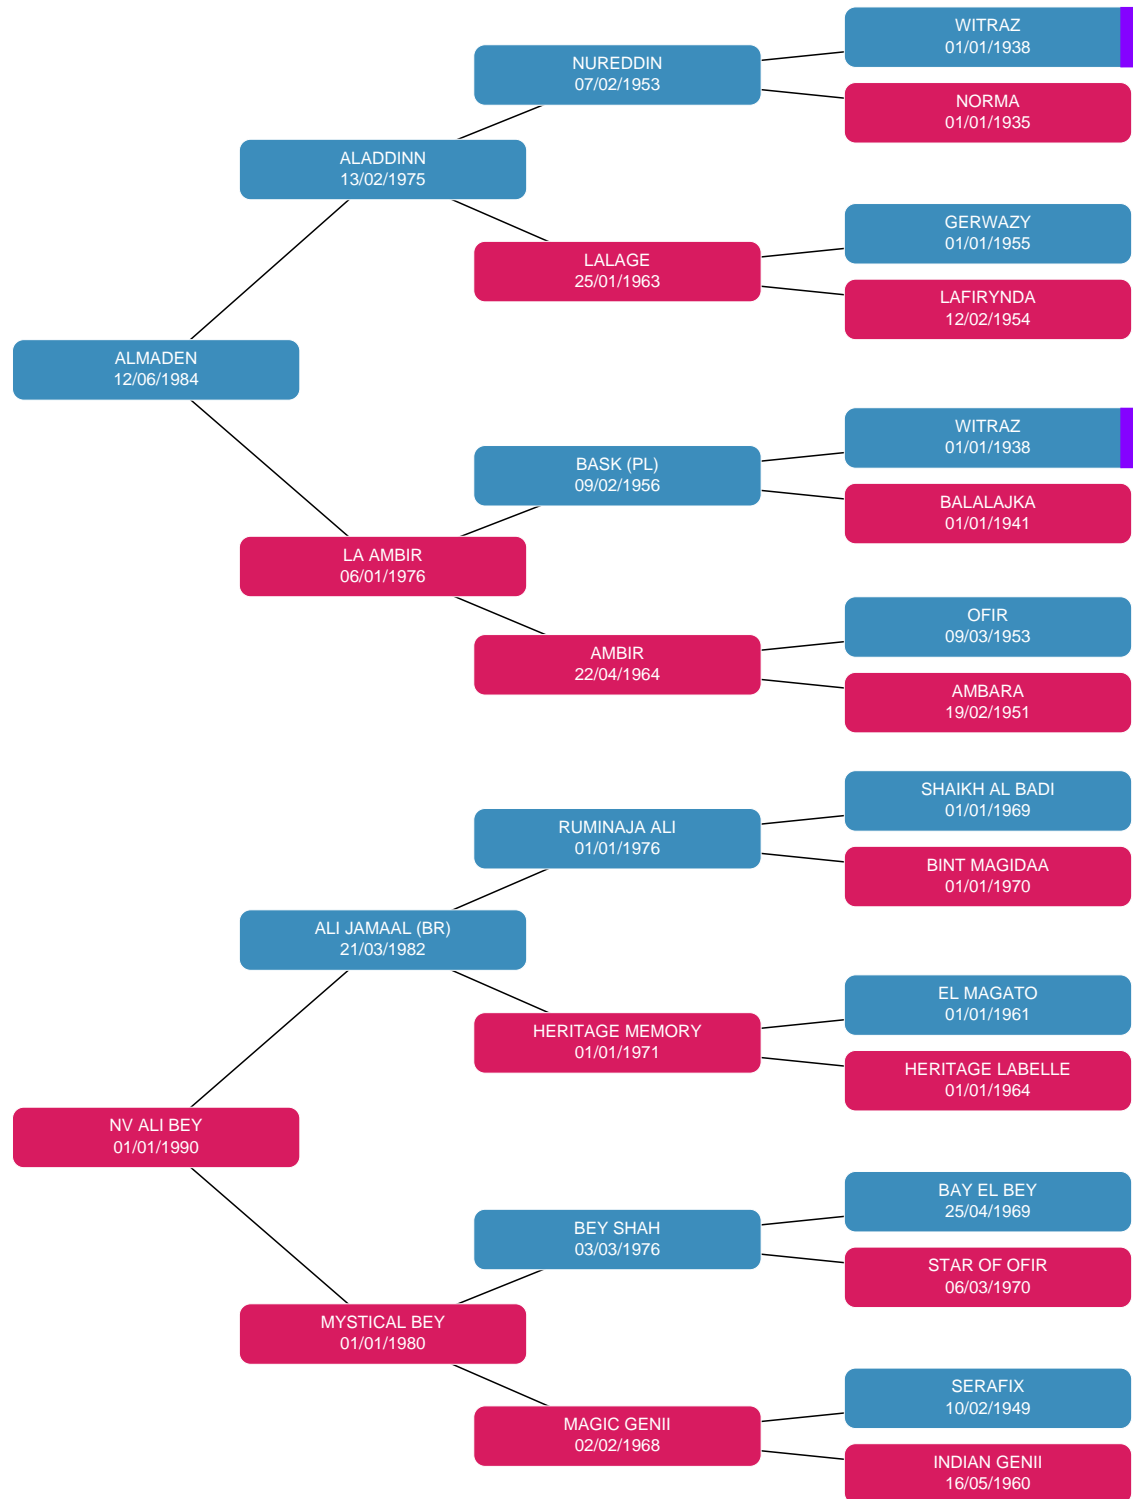 WITRAZ
01/01/1938
NUREDDIN
07/02/1953
NORMA
01/01/1935
ALADDINN
13/02/1975
GERWAZY
01/01/1955
LALAGE
25/01/1963
LAFIRYNDA
12/02/1954
ALMADEN
12/06/1984
WITRAZ
01/01/1938
BASK (PL)
09/02/1956
BALALAJKA
01/01/1941
LA AMBIR
06/01/1976
OFIR
09/03/1953
AMBIR
22/04/1964
AMBARA
19/02/1951
SHAIKH AL BADI
01/01/1969
RUMINAJA ALI
01/01/1976
BINT MAGIDAA
01/01/1970
ALI JAMAAL (BR)
21/03/1982
EL MAGATO
01/01/1961
HERITAGE MEMORY
01/01/1971
HERITAGE LABELLE
01/01/1964
NV ALI BEY
01/01/1990
BAY EL BEY
25/04/1969
BEY SHAH
03/03/1976
STAR OF OFIR
06/03/1970
MYSTICAL BEY
01/01/1980
SERAFIX
10/02/1949
MAGIC GENII
02/02/1968
INDIAN GENII
16/05/1960